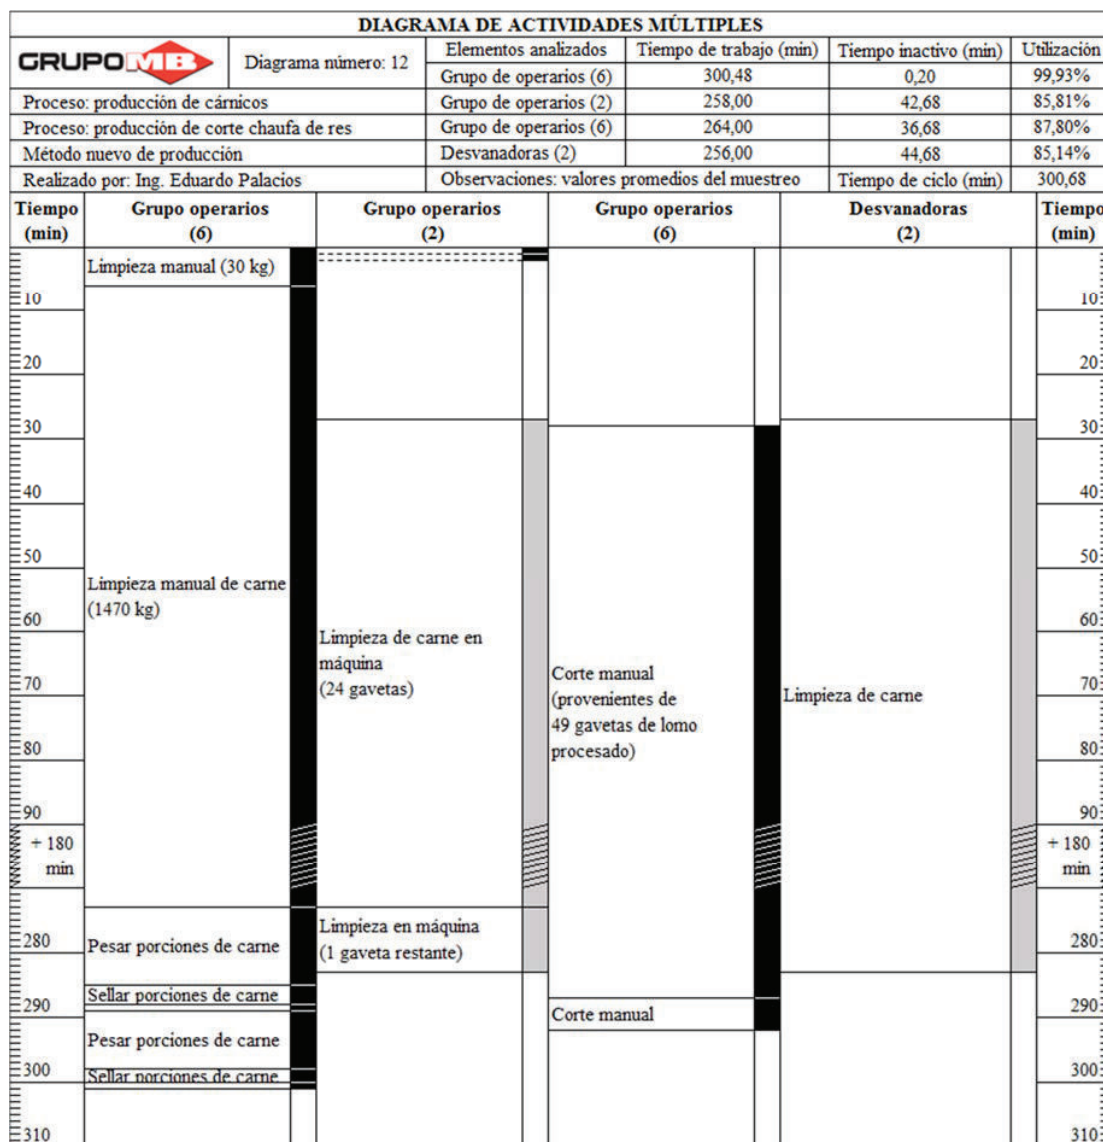 DIAGRAMA DE ACTIVIDADES MÚLTIPLES
GRUPO MB
Diagrama número: 12
Elementos analizados
Tiempo de trabajo (min)
Tiempo inactivo (min)
Utilización
Grupo de operarios (6)
300,48
0,20
99,93%
Proceso: producción de cárnicos
Grupo de operarios (2)
258,00
42,68
85,81%
Proceso: producción de corte chaufa de res
Grupo de operarios (6)
264,00
36,68
87,80%
Método nuevo de producción
Desvanadoras (2)
256,00
44,68
85,14%
Realizado por: Ing. Eduardo Palacios
Observaciones: valores promedios del muestreo
Tiempo de ciclo (min)
300,68
Tiempo
(min)
Grupo operarios
(6)
Grupo operarios
(2)
Grupo operarios
(6)
Desvanadoras
(2)
Tiempo
(min)
Limpieza manual (30 kg)
10
10
20
20
30
30
40
40
50
50
Limpieza manual de carne
(1470 kg)
60
60
Limpieza de carne en
máquina
(24 gavetas)
70
70
Corte manual
(provenientes de
49 gavetas de lomo
procesado)
Limpieza de carne
80
80
90
90
+ 180
min
+ 180
min
Pesar porciones de carne
Limpieza en máquina
(1 gaveta restante)
280
280
Sellar porciones de carne
290
290
Corte manual
Pesar porciones de carne
300
300
Sellar porciones de carne
310
310